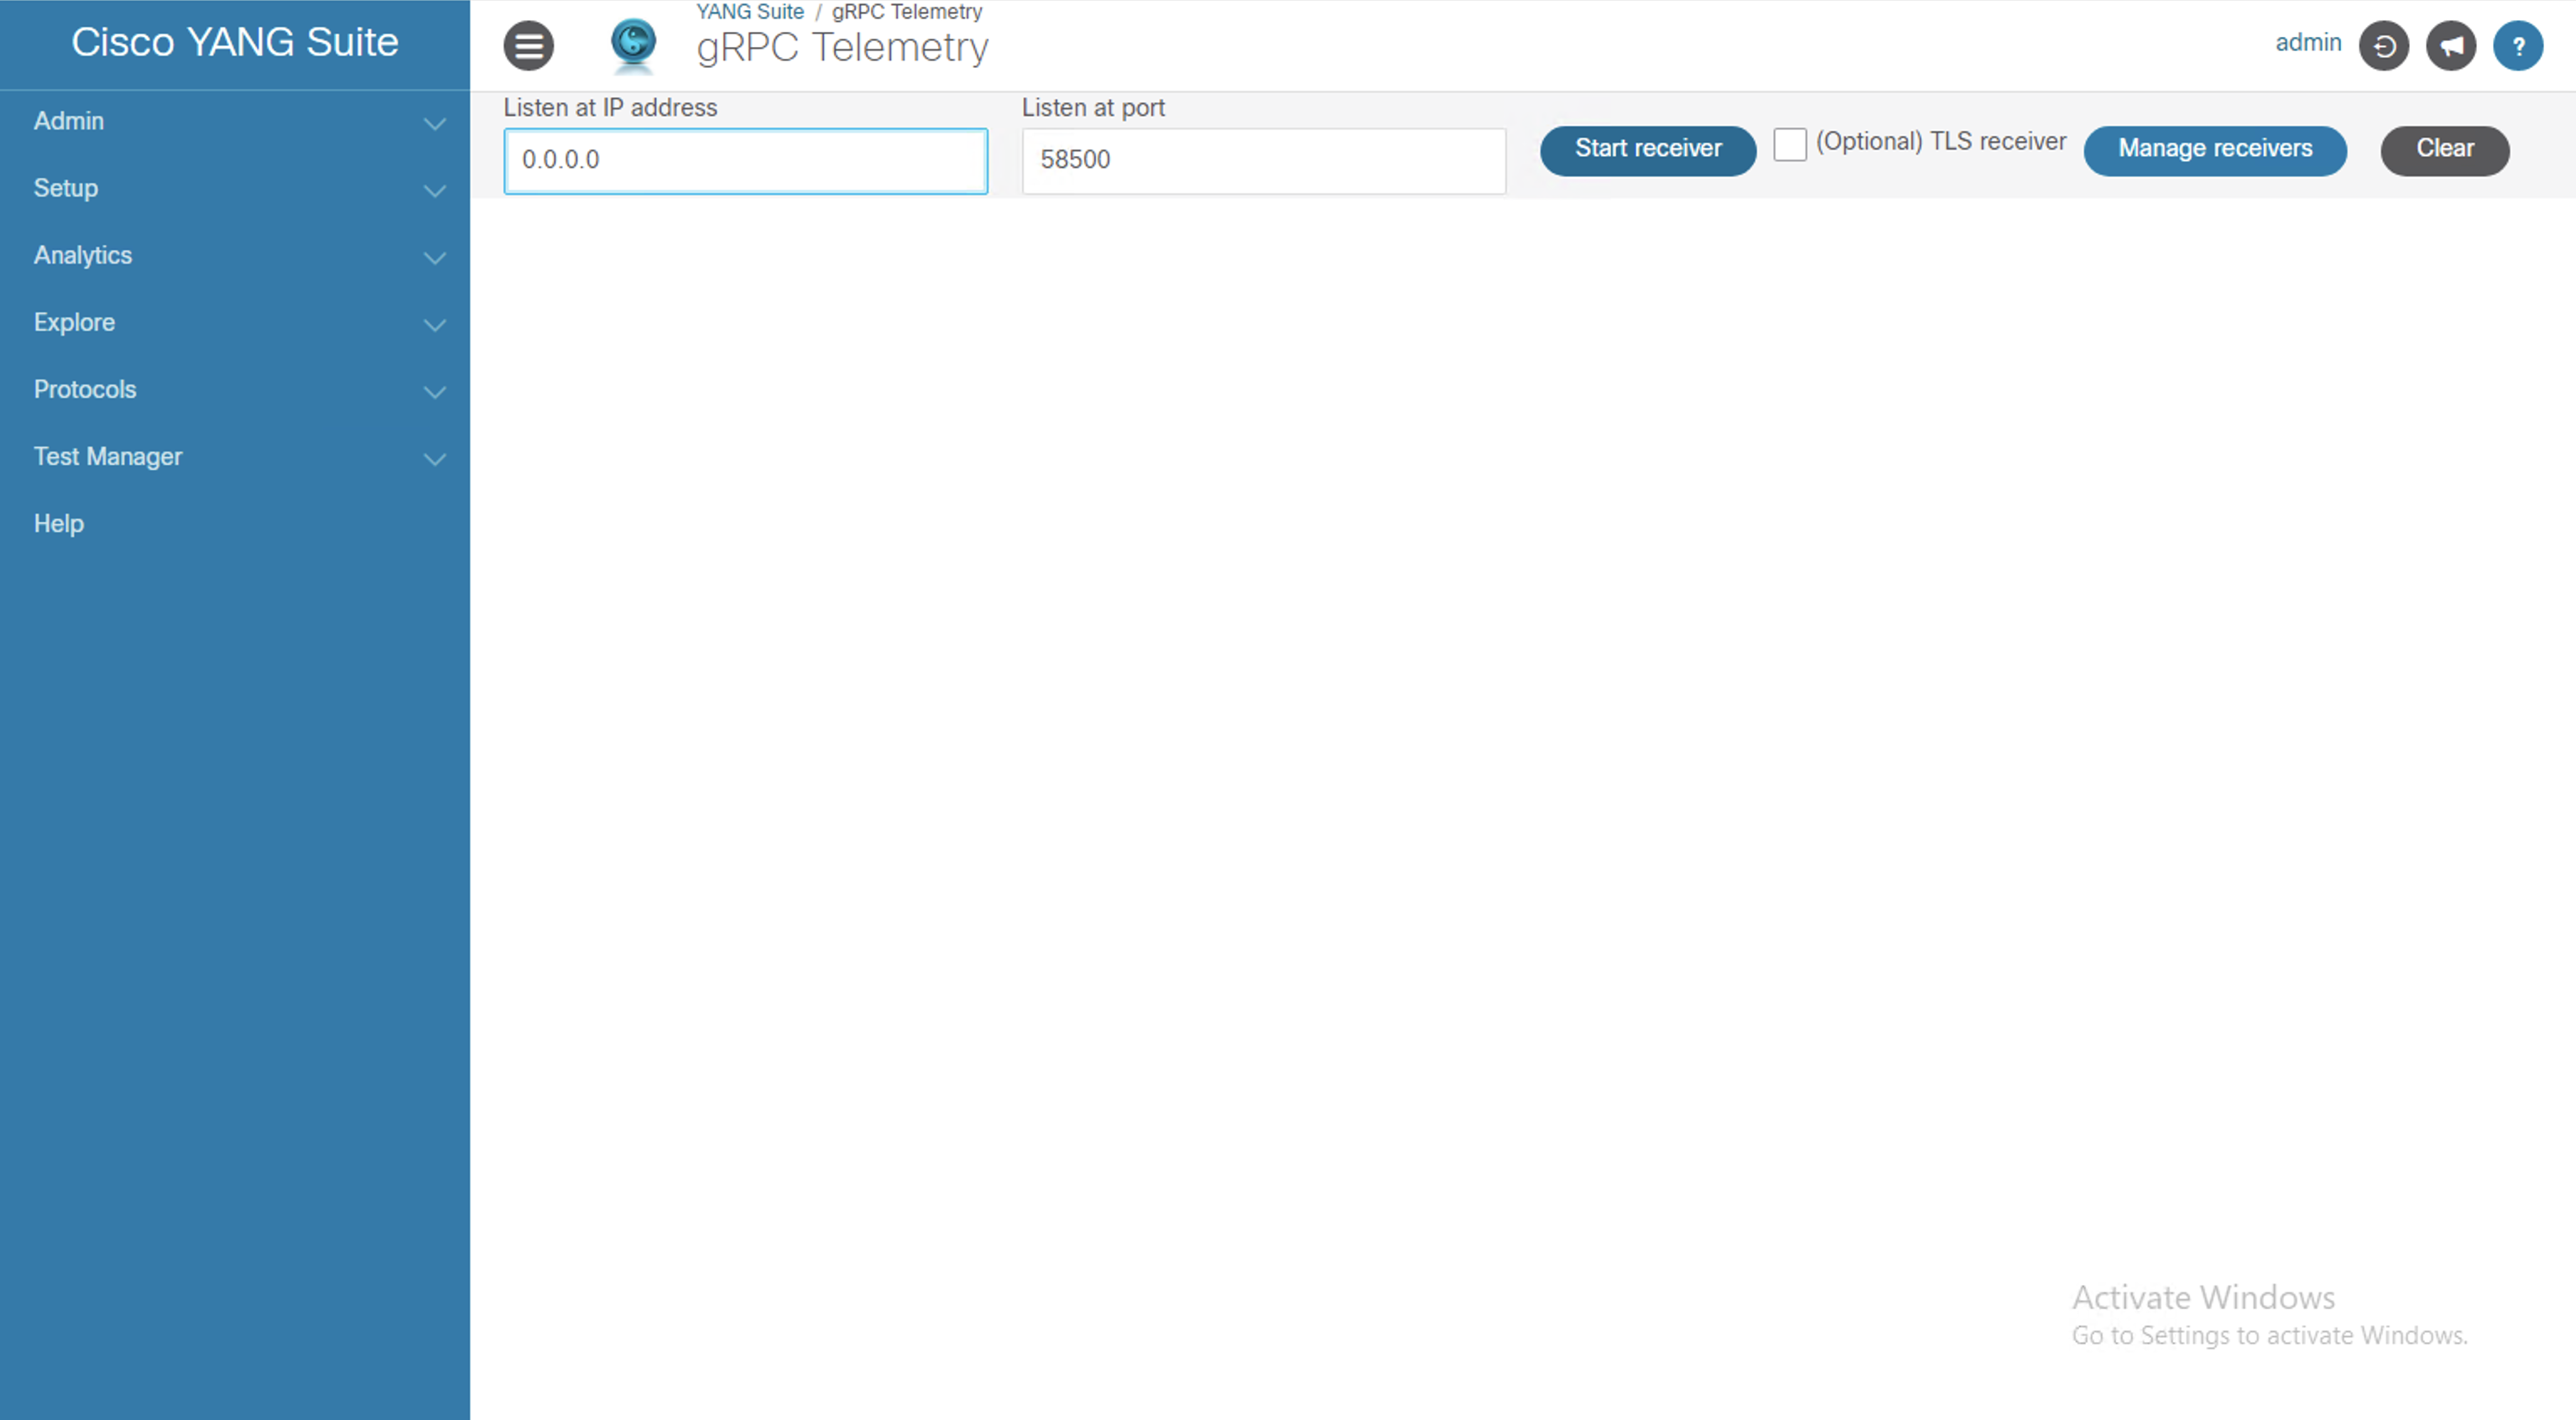 Cisco YANG Suite
Admin
Setup
Analytics
Explore
Protocols
Test Manager
Help
YANG Suite / gRPC Telemetry
gRPC Telemetry
admin
?
Listen at IP address
0.0.0.0
Listen at port
58500
Start receiver
(Optional) TLS receiver
Manage receivers
Clear
Activate Windows
Go to Settings to activate Windows.